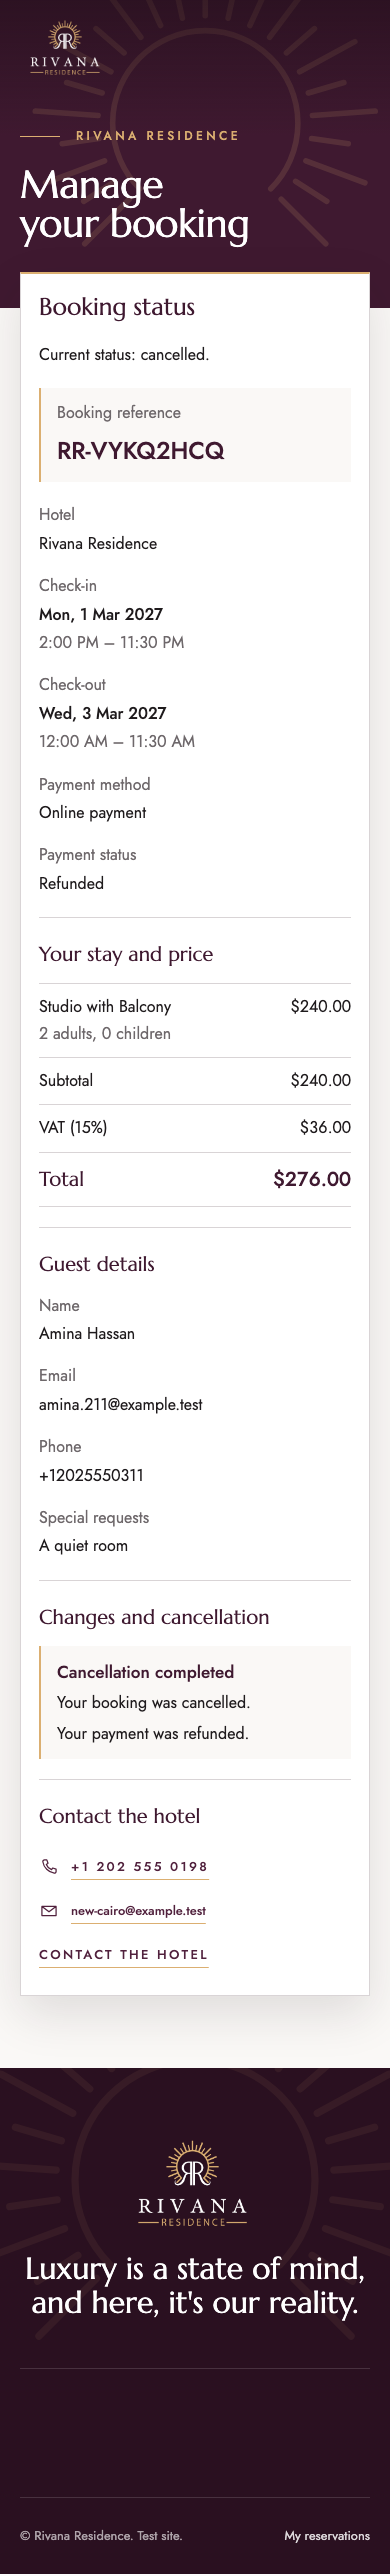 RIVANA
RESIDENCE
RIVANA RESIDENCE
Manage
your booking
Booking status
Current status: cancelled.
Booking reference
RR-VYKQ2HCQ
Hotel
Rivana Residence
Check-in
Mon, 1 Mar 2027
2:00 PM – 11:30 PM
Check-out
Wed, 3 Mar 2027
12:00 AM – 11:30 AM
Payment method
Online payment
Payment status
Refunded
Your stay and price
Studio with Balcony $240.00
2 adults, 0 children
Subtotal $240.00
VAT (15%) $36.00
Total $276.00
Guest details
Name
Amina Hassan
Email
amina.211@example.test
Phone
+12025550311
Special requests
A quiet room
Changes and cancellation
Cancellation completed
Your booking was cancelled.
Your payment was refunded.
Contact the hotel
+1 202 555 0198
new-cairo@example.test
CONTACT THE HOTEL
RIVANA
RESIDENCE
Luxury is a state of mind,
and here, it's our reality.
© Rivana Residence. Test site. My reservations